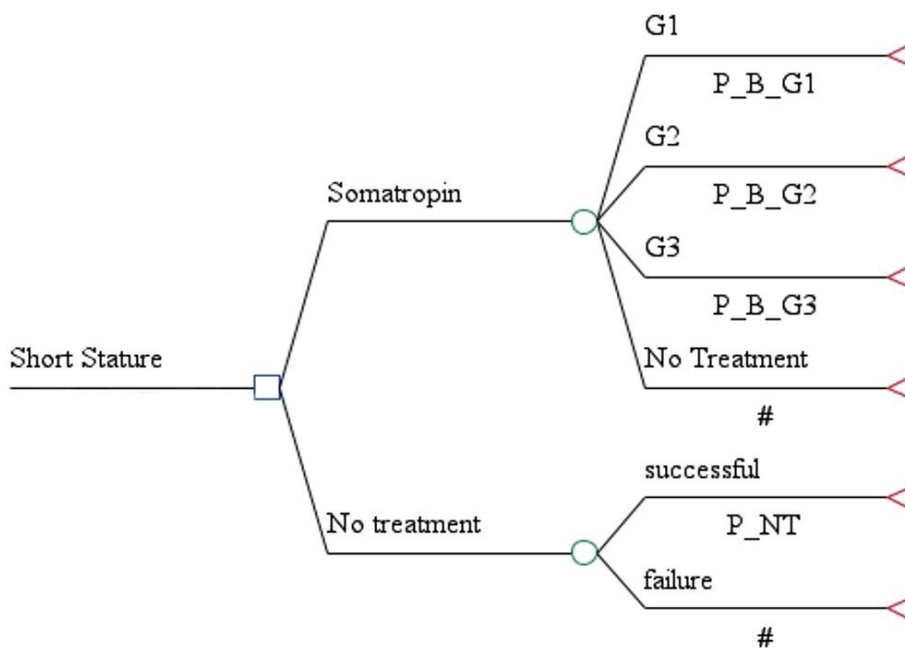 G1
P_B_G1
G2
P_B_G2
Somatropin
G3
P_B_G3
Short Stature
No Treatment
#
successful
P_NT
No treatment
failure
#